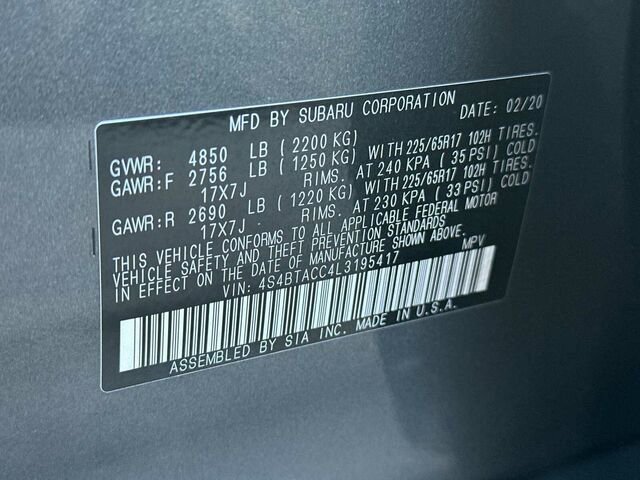 MFD BY SUBARU CORPORATION DATE: 02/20
GVWR: 4850 LB (2200 KG)
GAWR:F 2756 LB (1250 KG) WITH 225/65R17 102H TIRES.
17X7J RIMS. AT 240 KPA (35 PSI) COLD
GAWR:R 2690 LB (1220 KG) WITH 225/65R17 102H TIRES.
17X7J RIMS. AT 230 KPA (33 PSI) COLD
THIS VEHICLE CONFORMS TO ALL APPLICABLE FEDERAL MOTOR
VEHICLE SAFETY AND THEFT PREVENTION STANDARDS
IN EFFECT ON THE DATE OF MANUFACTURE SHOWN ABOVE.
VIN: 4S4BTACC4L3195417 MPV
ASSEMBLED BY SIA INC. MADE IN U.S.A.